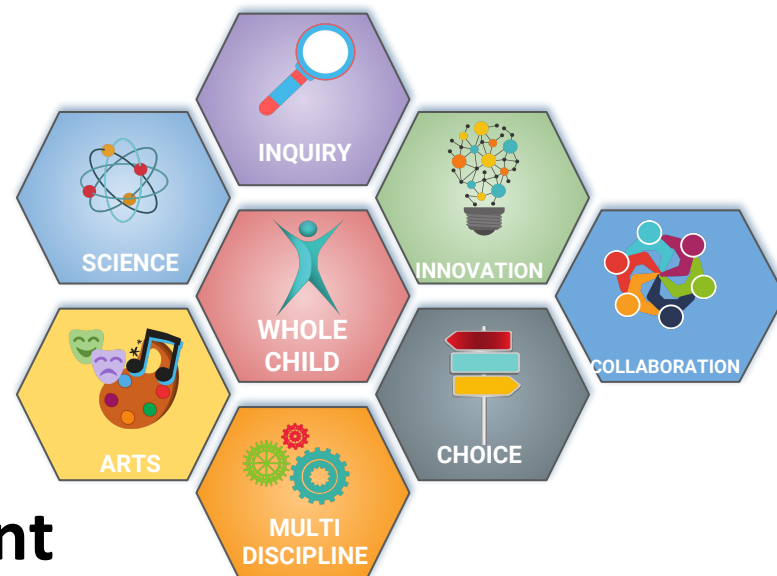 INQUIRY
SCIENCE
INNOVATION
WHOLE
CHILD
COLLABORATION
ARTS
CHOICE
MULTI
DISCIPLINE
nt